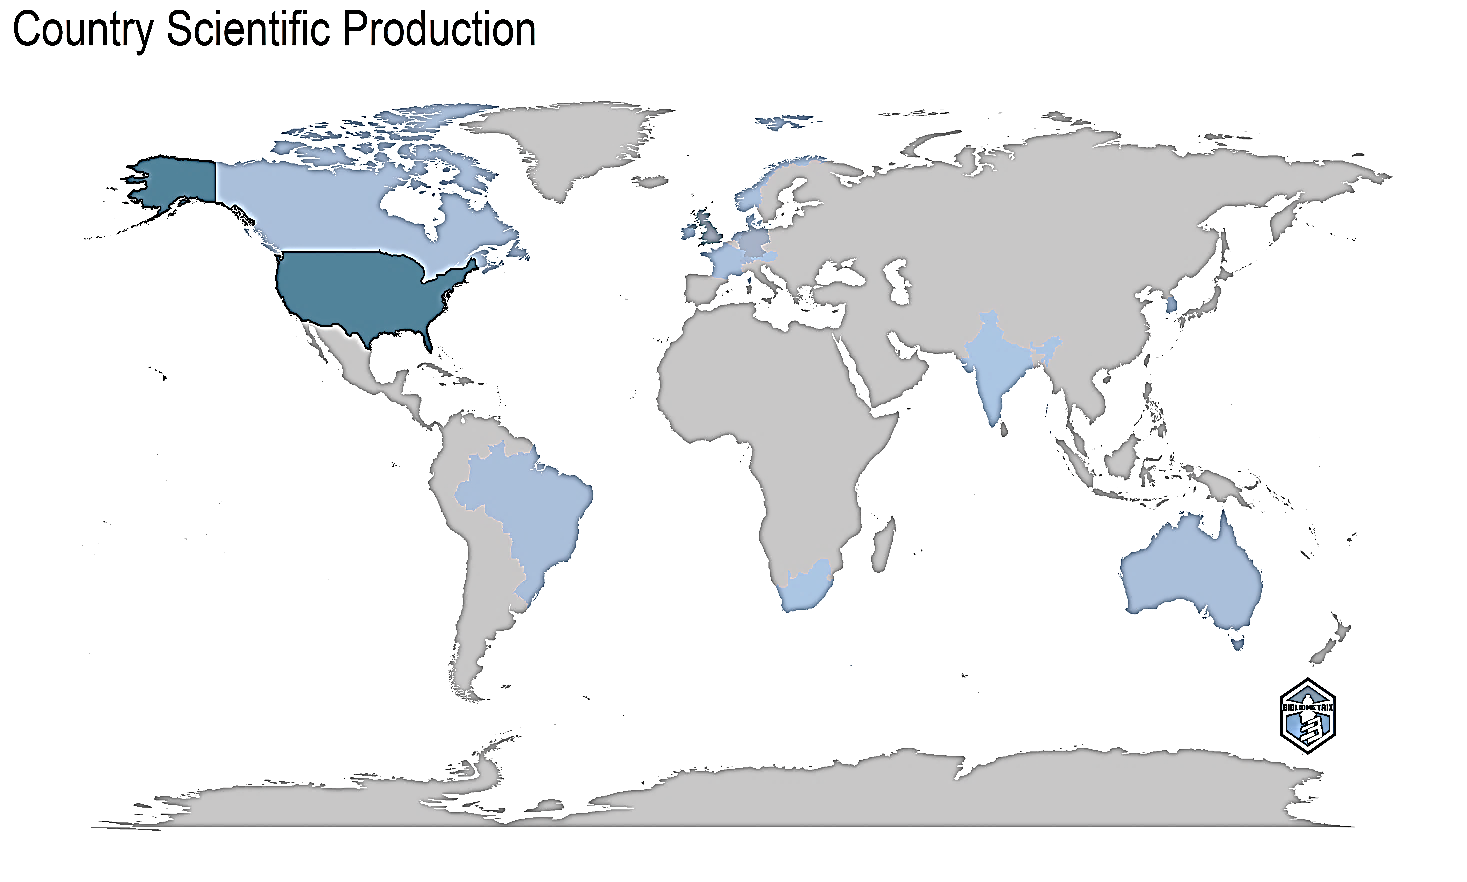 Country Scientific Production
BIBLIOMETRIX